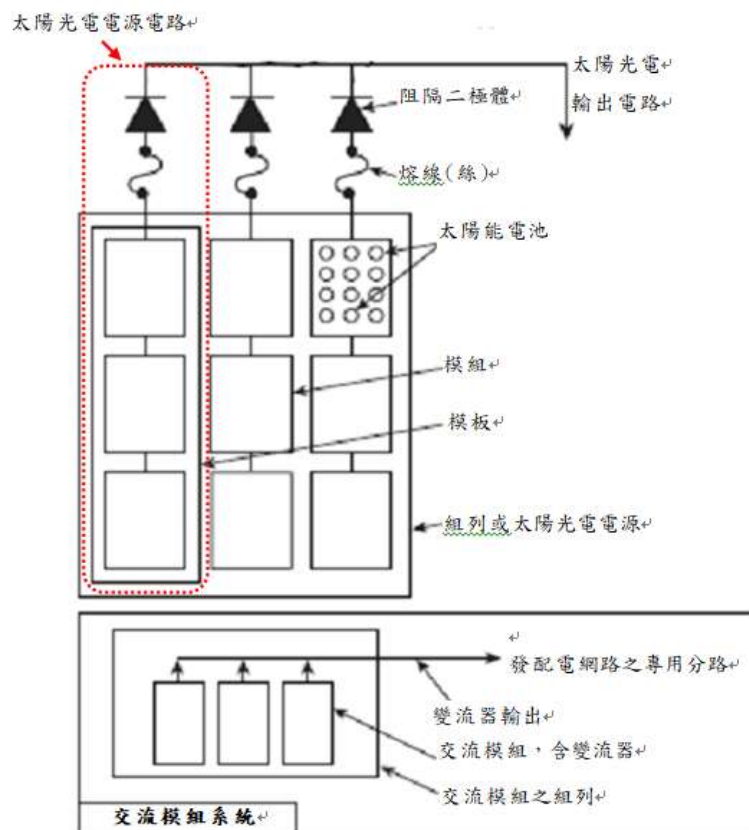 太陽光電電源電路↵
太陽光電↵
輸出電路↵
阻隔二極體↵
熔線(絲)↵
太陽能電池↵
模組↵
模板↵
組列或太陽光電電源↵
↵
發配電網路之專用分路↵
變流器輸出↵
交流模組，含變流器↵
交流模組之組列↵
交流模組系統↵